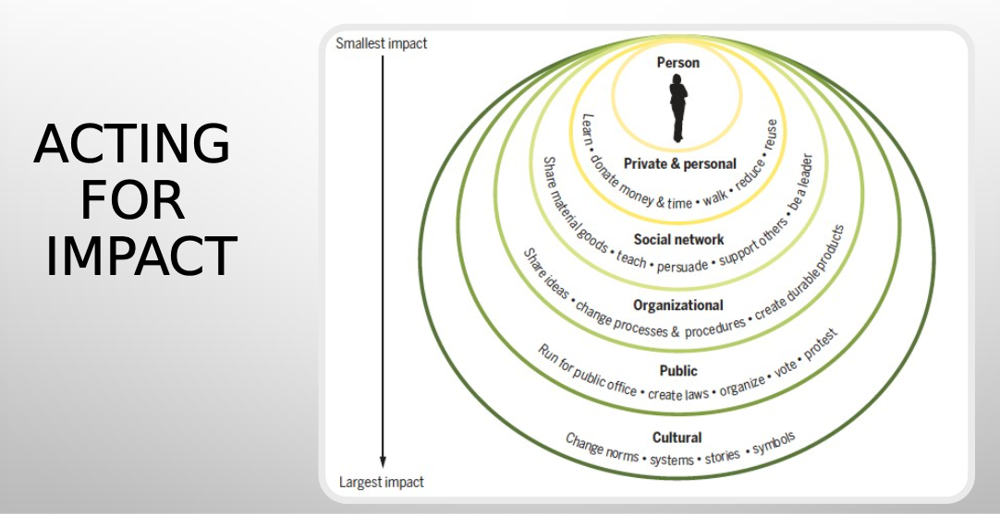 ACTING
FOR
IMPACT
Smallest impact
Person
Private & personal
Learn • donate money & time • walk • reduce • reuse
Social network
Share material goods • teach • persuade • support others • be a leader
Organizational
Share ideas • change processes & procedures • create durable products
Public
Run for public office • create laws • organize • vote • protest
Cultural
Change norms • systems • stories • symbols
Largest impact